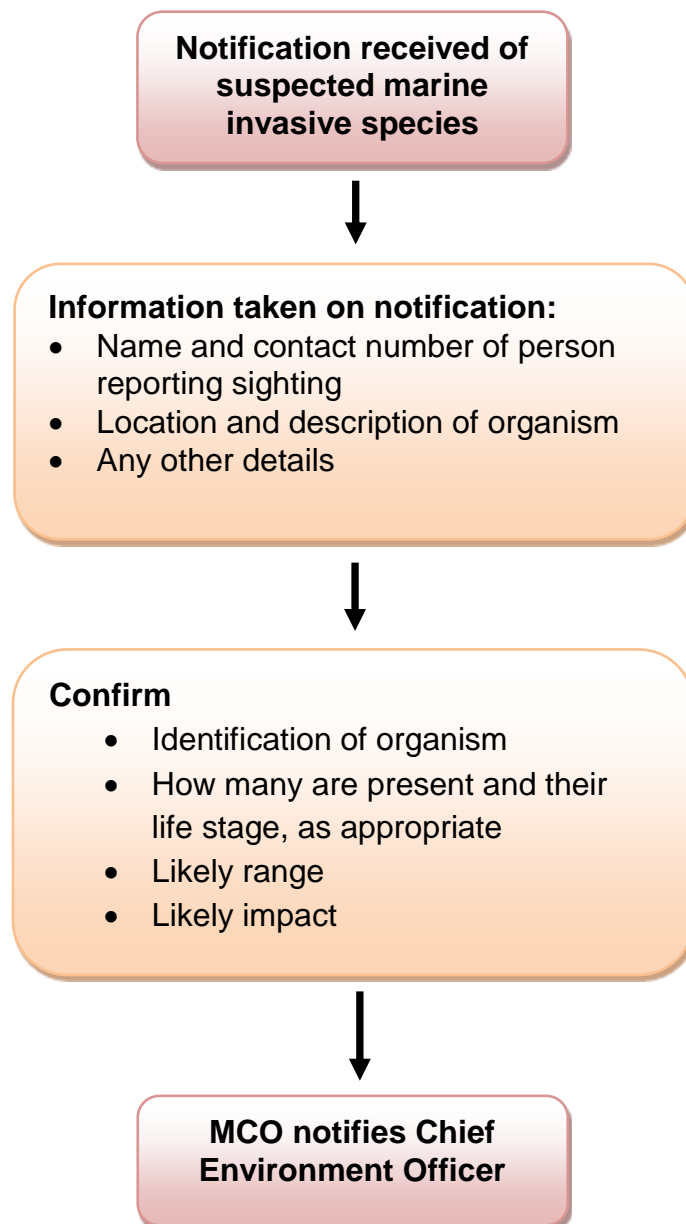 Notification received of
suspected marine
invasive species
Information taken on notification:
• Name and contact number of person
reporting sighting
• Location and description of organism
• Any other details
Confirm
• Identification of organism
• How many are present and their
life stage, as appropriate
• Likely range
• Likely impact
MCO notifies Chief
Environment Officer